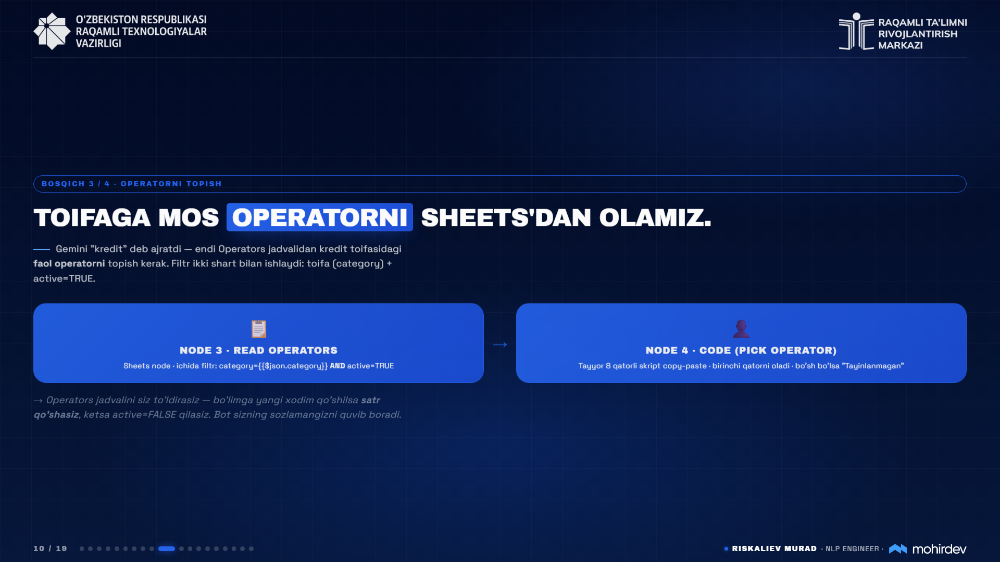 O'ZBEKISTON RESPUBLIKASI
RAQAMLI TEXNOLOGIYALAR
VAZIRLIGI
RAQAMLI TA’LIMNI
RIVOJLANTIRISH
MARKAZI
BOSQICH 3 / 4 · OPERATORNI TOPISH
TOIFAGA MOS OPERATORNI SHEETS'DAN OLAMIZ.
Gemini "kredit" deb ajratdi — endi Operators jadvalidan kredit toifasidagi
faol operatorni topish kerak. Filtr ikki shart bilan ishlaydi: toifa (category) +
active=TRUE.
NODE 3 · READ OPERATORS
Sheets node · ichida filtr: category={{$json.category}} AND active=TRUE
→
NODE 4 · CODE (PICK OPERATOR)
Tayyor 8 qatorli skript copy-paste · birinchi qatorni oladi · bo'sh bo'lsa "Tayinlanmagan"
→ Operators jadvalini siz to'ldirasiz — bo'limga yangi xodim qo'shilsa satr
qo'shasiz, ketsa active=FALSE qilasiz. Bot sizning sozlamangizni quvib boradi.
10 / 19
RISKALIEV MURAD · NLP ENGINEER ·
mohirdev